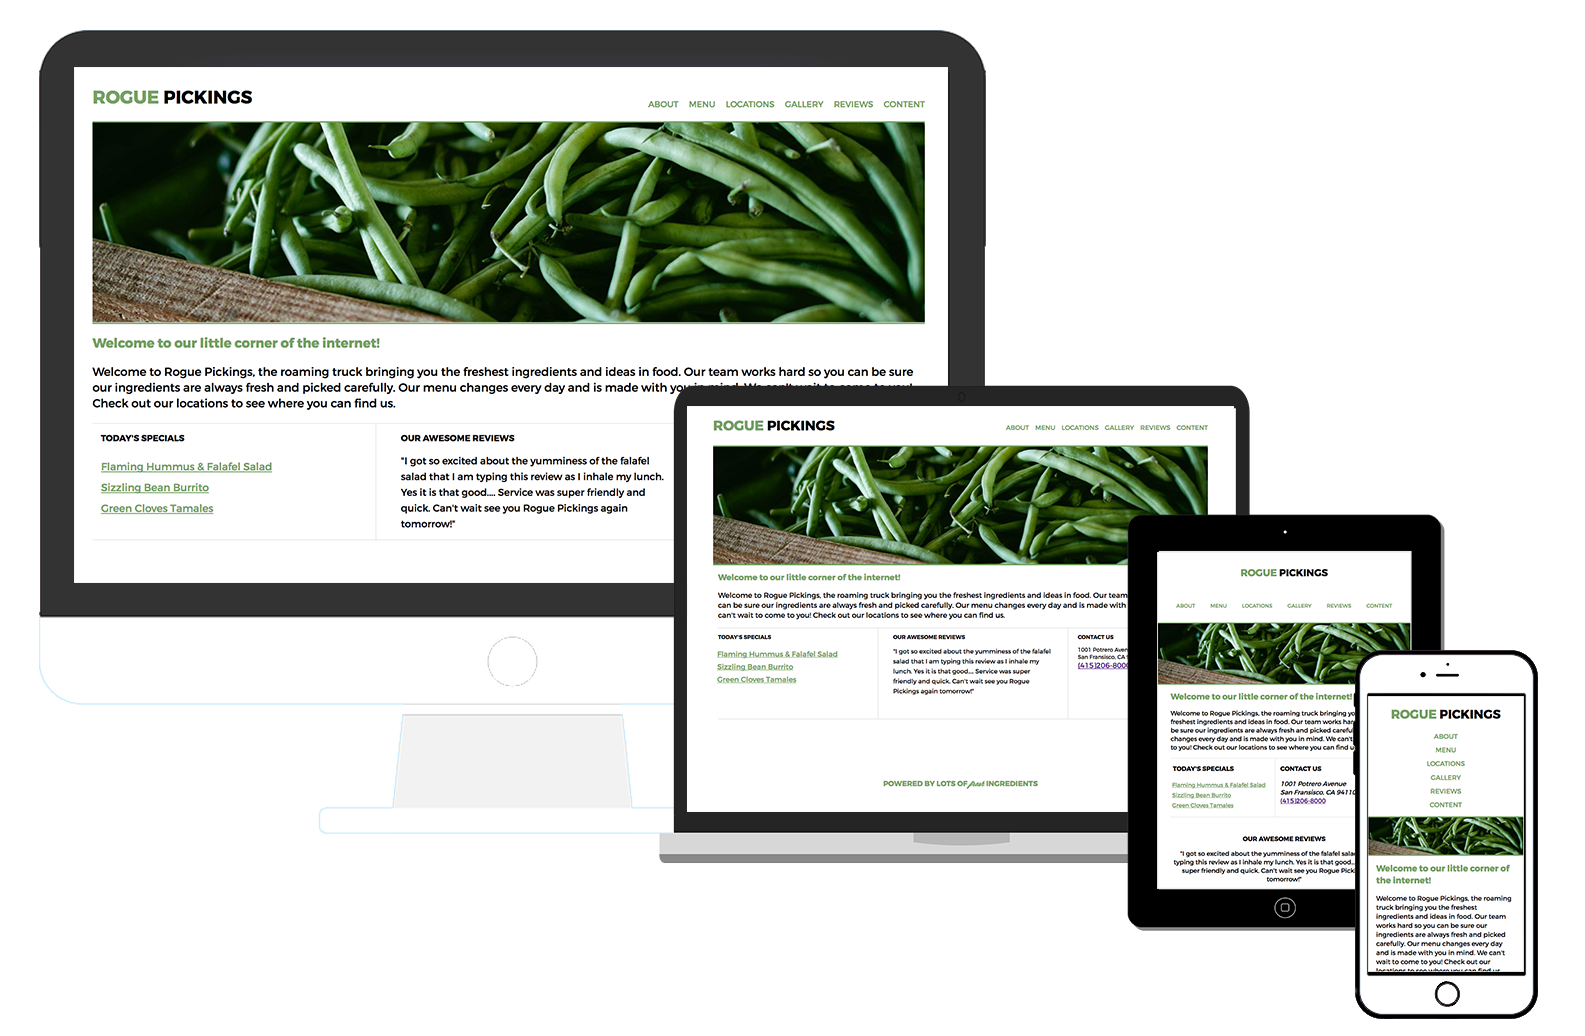 ROGUE PICKINGS
ABOUT MENU LOCATIONS GALLERY REVIEWS CONTENT
Welcome to our little corner of the internet!
Welcome to Rogue Pickings, the roaming truck bringing you the freshest ingredients and ideas in food. Our team works hard so you can be sure
our ingredients are always fresh and picked carefully. Our menu changes every day and is made with you in mind. We can't wait to come to you!
Check out our locations to see where you can find us.
TODAY'S SPECIALS
Flaming Hummus & Falafel Salad
Sizzling Bean Burrito
Green Cloves Tamales
OUR AWESOME REVIEWS
"I got so excited about the yumminess of the falafel
salad that I am typing this review as I inhale my lunch.
Yes it is that good.... Service was super friendly and
quick. Can't wait see you Rogue Pickings again
tomorrow!"
ROGUE PICKINGS
ABOUT MENU LOCATIONS GALLERY REVIEWS CONTENT
Welcome to our little corner of the internet!
Welcome to Rogue Pickings, the roaming truck bringing you the freshest ingredients and ideas in food. Our team
can be sure our ingredients are always fresh and picked carefully. Our menu changes every day and is made with
can't wait to come to you! Check out our locations to see where you can find us.
TODAY'S SPECIALS
Flaming Hummus & Falafel Salad
Sizzling Bean Burrito
Green Cloves Tamales
OUR AWESOME REVIEWS
"I got so excited about the yumminess of the falafel
salad that I am typing this review as I inhale my
lunch. Yes it is that good.... Service was super
friendly and quick. Can't wait see you Rogue
Pickings again tomorrow!"
CONTACT US
1001 Potrero Aven
San Fransisco, CA
(415)206-8000
POWERED BY LOTS OF fresh INGREDIENTS
ROGUE PICKINGS
ABOUT MENU LOCATIONS GALLERY REVIEWS CONTENT
Welcome to our little corner of the internet!
Welcome to Rogue Pickings, the roaming truck bringing you
freshest ingredients and ideas in food. Our team works har
be sure our ingredients are always fresh and picked carefull
changes every day and is made with you in mind. We can't
to you! Check out our locations to see where you can find u
TODAY'S SPECIALS
Flaming Hummus & Falafel Salad
Sizzling Bean Burrito
Green Cloves Tamales
CONTACT US
1001 Potrero Avenue
San Fransisco, CA 94110
(415)206-8000
OUR AWESOME REVIEWS
"I got so excited about the yumminess of the falafel sala
typing this review as I inhale my lunch. Yes it is that good....
super friendly and quick. Can't wait see you Rogue Pick
tomorrow!"
ROGUE PICKINGS
ABOUT
MENU
LOCATIONS
GALLERY
REVIEWS
CONTENT
Welcome to our little corner of
the internet!
Welcome to Rogue Pickings, the roaming
truck bringing you the freshest
ingredients and ideas in food. Our team
works hard so you can be sure our
ingredients are always fresh and picked
carefully. Our menu changes every day
and is made with you in mind. We can't
wait to come to you! Check out our
locations to see where you can find us.